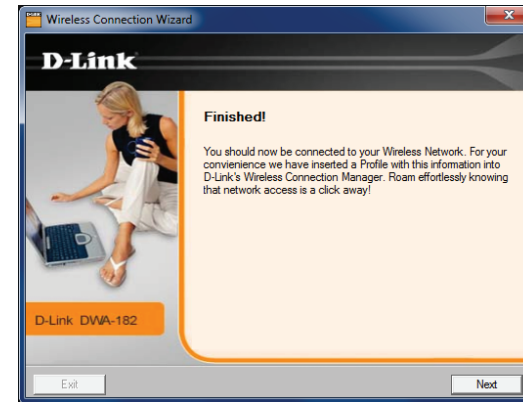 Wireless Connection Wizard
D-Link
Finished!
You should now be connected to your Wireless Network. For your
convienience we have inserted a Profile with this information into
D-Link's Wireless Connection Manager. Roam effortlessly knowing
that network access is a click away!
D-Link DWA-182
Exit
Next